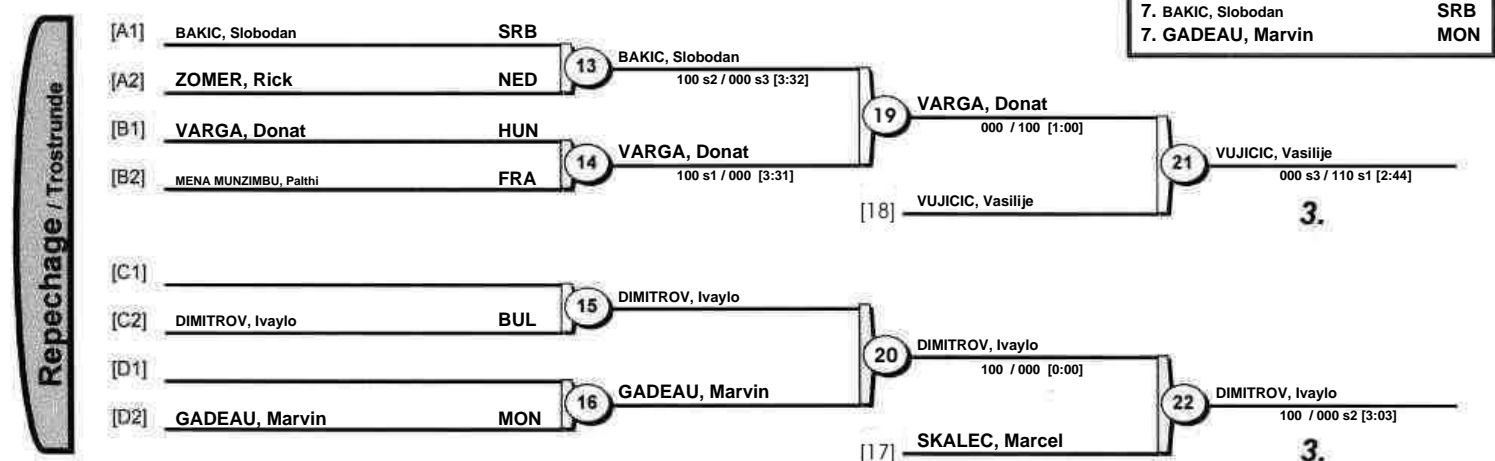 7. BAKIC, Slobodan SRB
7. GADEAU, Marvin MON
Repechage / Trostrunde
[A1] BAKIC, Slobodan SRB
13 BAKIC, Slobodan
100 s2 / 000 s3 [3:32]
[A2] ZOMER, Rick NED
19 VARGA, Donat
000 / 100 [1:00]
[B1] VARGA, Donat HUN
14 VARGA, Donat
100 s1 / 000 [3:31]
21 VUJICIC, Vasilije
000 s3 / 110 s1 [2:44]
[B2] MENA MUNZIMBU, Palthi FRA
[18] VUJICIC, Vasilije
3.
[C1]
15 DIMITROV, Ivaylo
[C2] DIMITROV, Ivaylo BUL
20 DIMITROV, Ivaylo
100 / 000 [0:00]
[D1]
16 GADEAU, Marvin
22 DIMITROV, Ivaylo
100 / 000 s2 [3:03]
[D2] GADEAU, Marvin MON
[17] SKALEC, Marcel
3.